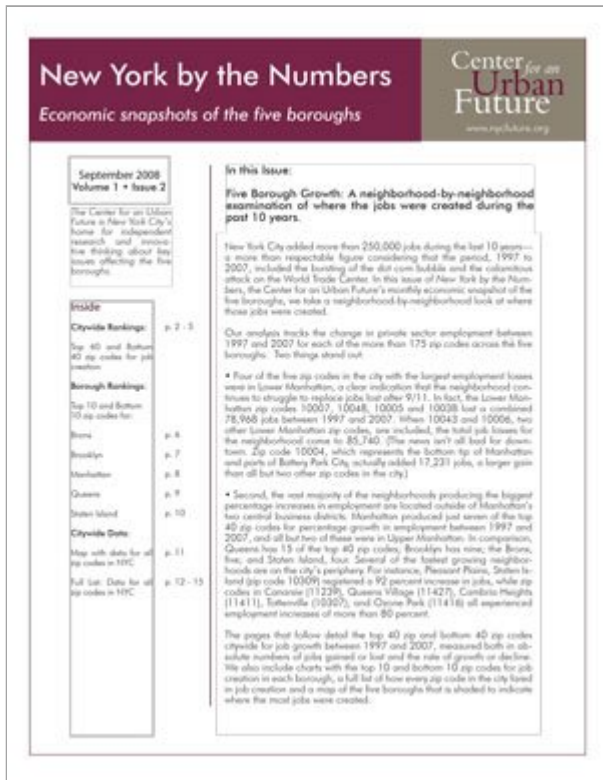 New York by the Numbers
Economic snapshots of the five boroughs
Center for an
Urban
Future
www.nycfuture.org
September 2008
Volume 1 • Issue 2
The Center for an Urban
Future is New York City's
home for independent
research and innova-
tive thinking about key
issues affecting the five
boroughs.
Inside
Citywide Rankings: p. 2 - 5
Top 40 and Bottom
40 zip codes for job
creation
Borough Rankings:
Top 10 and Bottom
10 zip codes for:
Bronx p. 6
Brooklyn p. 7
Manhattan p. 8
Queens p. 9
Staten Island p. 10
Citywide Data:
Map with data for all p. 11
zip codes in NYC
Full List: Data for all p. 12 - 15
zip codes in NYC
In this Issue:
Five Borough Growth: A neighborhood-by-neighborhood
examination of where the jobs were created during the
past 10 years.
New York City added more than 250,000 jobs during the last 10 years—
a more than respectable figure considering that the period, 1997 to
2007, included the bursting of the dot com bubble and the calamitous
attack on the World Trade Center. In this issue of New York by the Num-
bers, the Center for an Urban Future's monthly economic snapshot of the
five boroughs, we take a neighborhood-by-neighborhood look at where
those jobs were created.
Our analysis tracks the change in private sector employment between
1997 and 2007 for each of the more than 175 zip codes across the five
boroughs. Two things stand out:
• Four of the five zip codes in the city with the largest employment losses
were in Lower Manhattan, a clear indication that the neighborhood con-
tinues to struggle to replace jobs lost after 9/11. In fact, the Lower Man-
hattan zip codes 10007, 10048, 10005 and 10038 lost a combined
78,968 jobs between 1997 and 2007. When 10043 and 10006, two
other Lower Manhattan zip codes, are included, the total job losses for
the neighborhood come to 85,740. (The news isn't all bad for down-
town. Zip code 10004, which represents the bottom tip of Manhattan
and parts of Battery Park City, actually added 17,231 jobs, a larger gain
than all but two other zip codes in the city.)
• Second, the vast majority of the neighborhoods producing the biggest
percentage increases in employment are located outside of Manhattan's
two central business districts. Manhattan produced just seven of the top
40 zip codes for percentage growth in employment between 1997 and
2007, and all but two of these were in Upper Manhattan. In comparison,
Queens has 15 of the top 40 zip codes, Brooklyn has nine; the Bronx,
five; and Staten Island, four. Several of the fastest growing neighbor-
hoods are on the city's periphery. For instance, Pleasant Plains, Staten Is-
land (zip code 10309) registered a 92 percent increase in jobs, while zip
codes in Canarsie (11239), Queens Village (11427), Cambria Heights
(11411), Tottenville (10307), and Ozone Park (11416) all experienced
employment increases of more than 80 percent.
The pages that follow detail the top 40 zip and bottom 40 zip codes
citywide for job growth between 1997 and 2007, measured both in ab-
solute numbers of jobs gained or lost and the rate of growth or decline.
We also include charts with the top 10 and bottom 10 zip codes for job
creation in each borough, a full list of how every zip code in the city fared
in job creation and a map of the five boroughs that is shaded to indicate
where the most jobs were created.